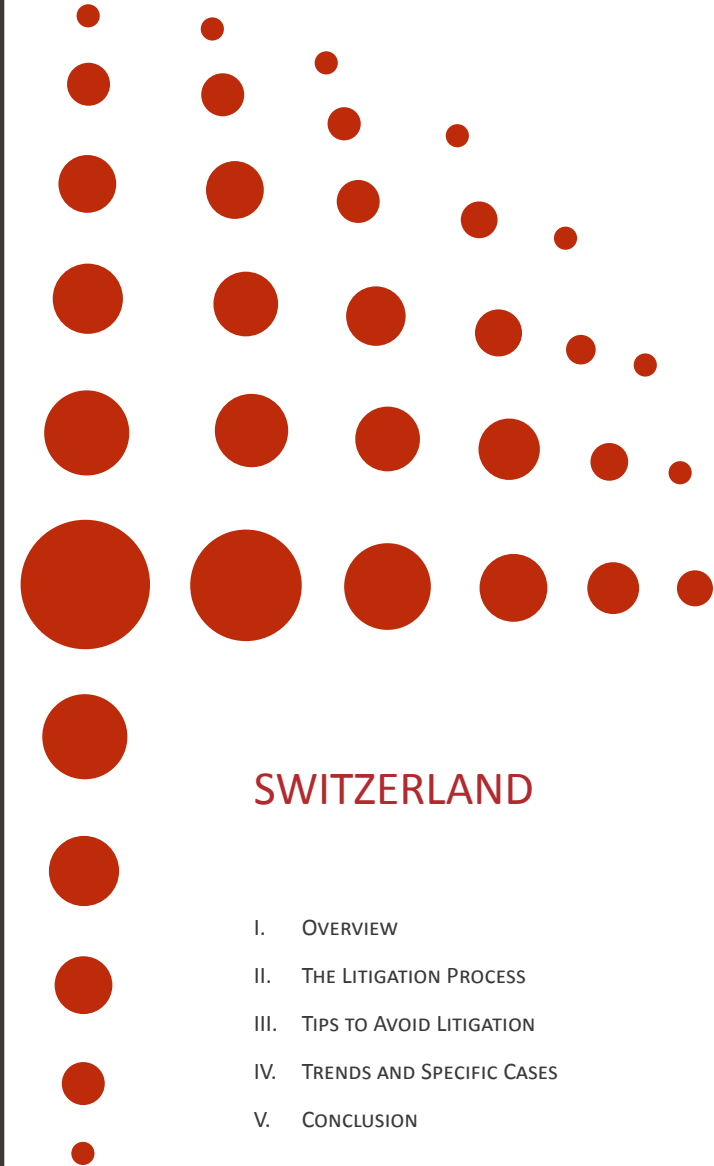 SWITZERLAND
I. Overview
II. The Litigation Process
III. Tips to Avoid Litigation
IV. Trends and Specific Cases
V. Conclusion